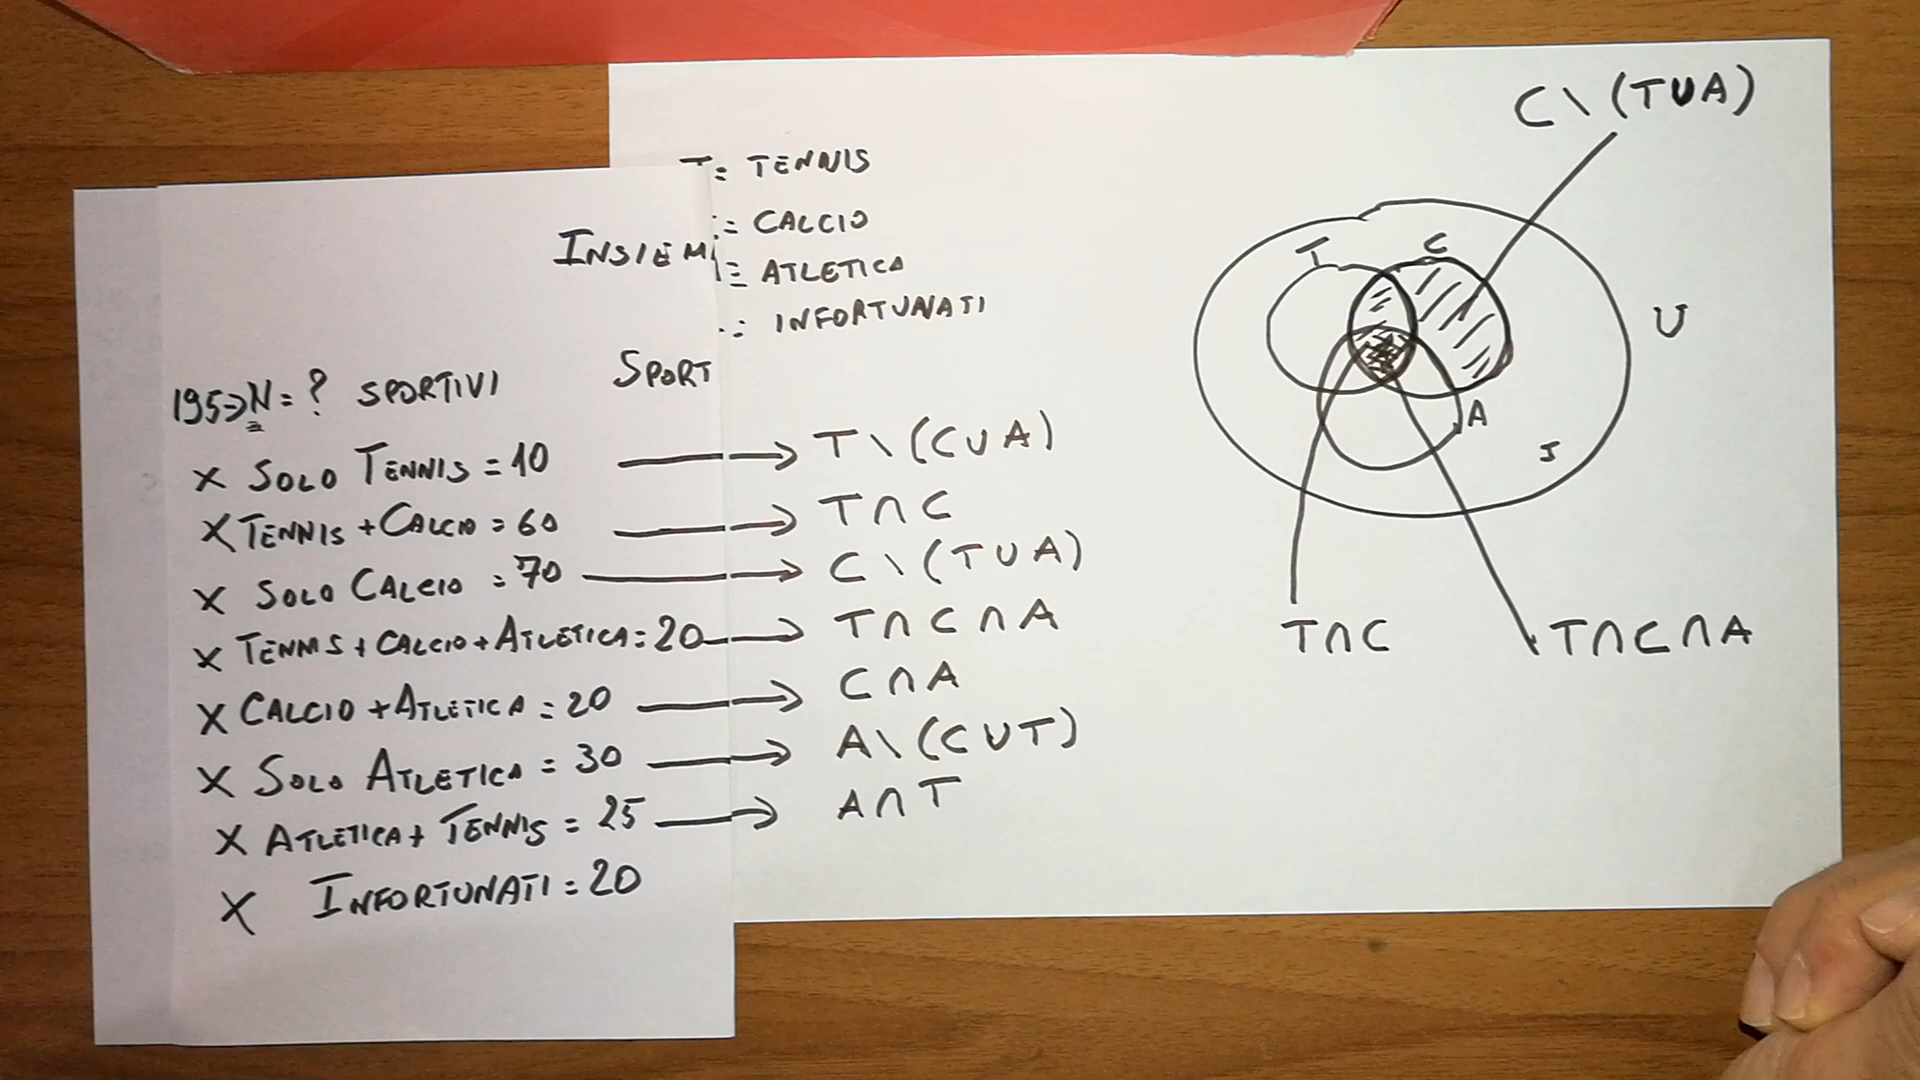 T= TENNIS
= CALCIO
INSIEM
= ATLETICA
: INFORTUNATI
SPORT
195→N=? SPORTIVI
X SOLO TENNIS = 10 → T \ (C ∪ A)
X TENNIS + CALCIO = 60 → T ∩ C
X SOLO CALCIO = 70 → C \ (T ∪ A)
X TENNIS + CALCIO + ATLETICA = 20 → T ∩ C ∩ A
X CALCIO + ATLETICA = 20 → C ∩ A
X SOLO ATLETICA = 30 → A \ (C ∪ T)
X ATLETICA + TENNIS = 25 → A ∩ T
X INFORTUNATI = 20
C \ (T ∪ A)
T C
U
A
I
T ∩ C
T ∩ C ∩ A